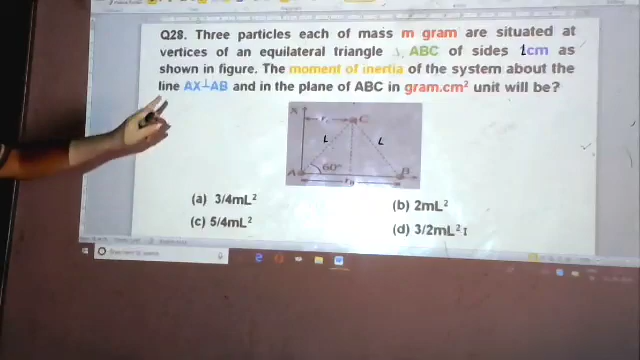 Q28. Three particles each of mass m gram are situated at
vertices of an equilateral triangle ABC of sides 1cm as
shown in figure. The moment of inertia of the system about the
line AX⊥AB and in the plane of ABC in gram.cm² unit will be?
X
C
L L
A 60° B
(a) 3/4mL²
(b) 2mL²
(c) 5/4mL²
(d) 3/2mL²